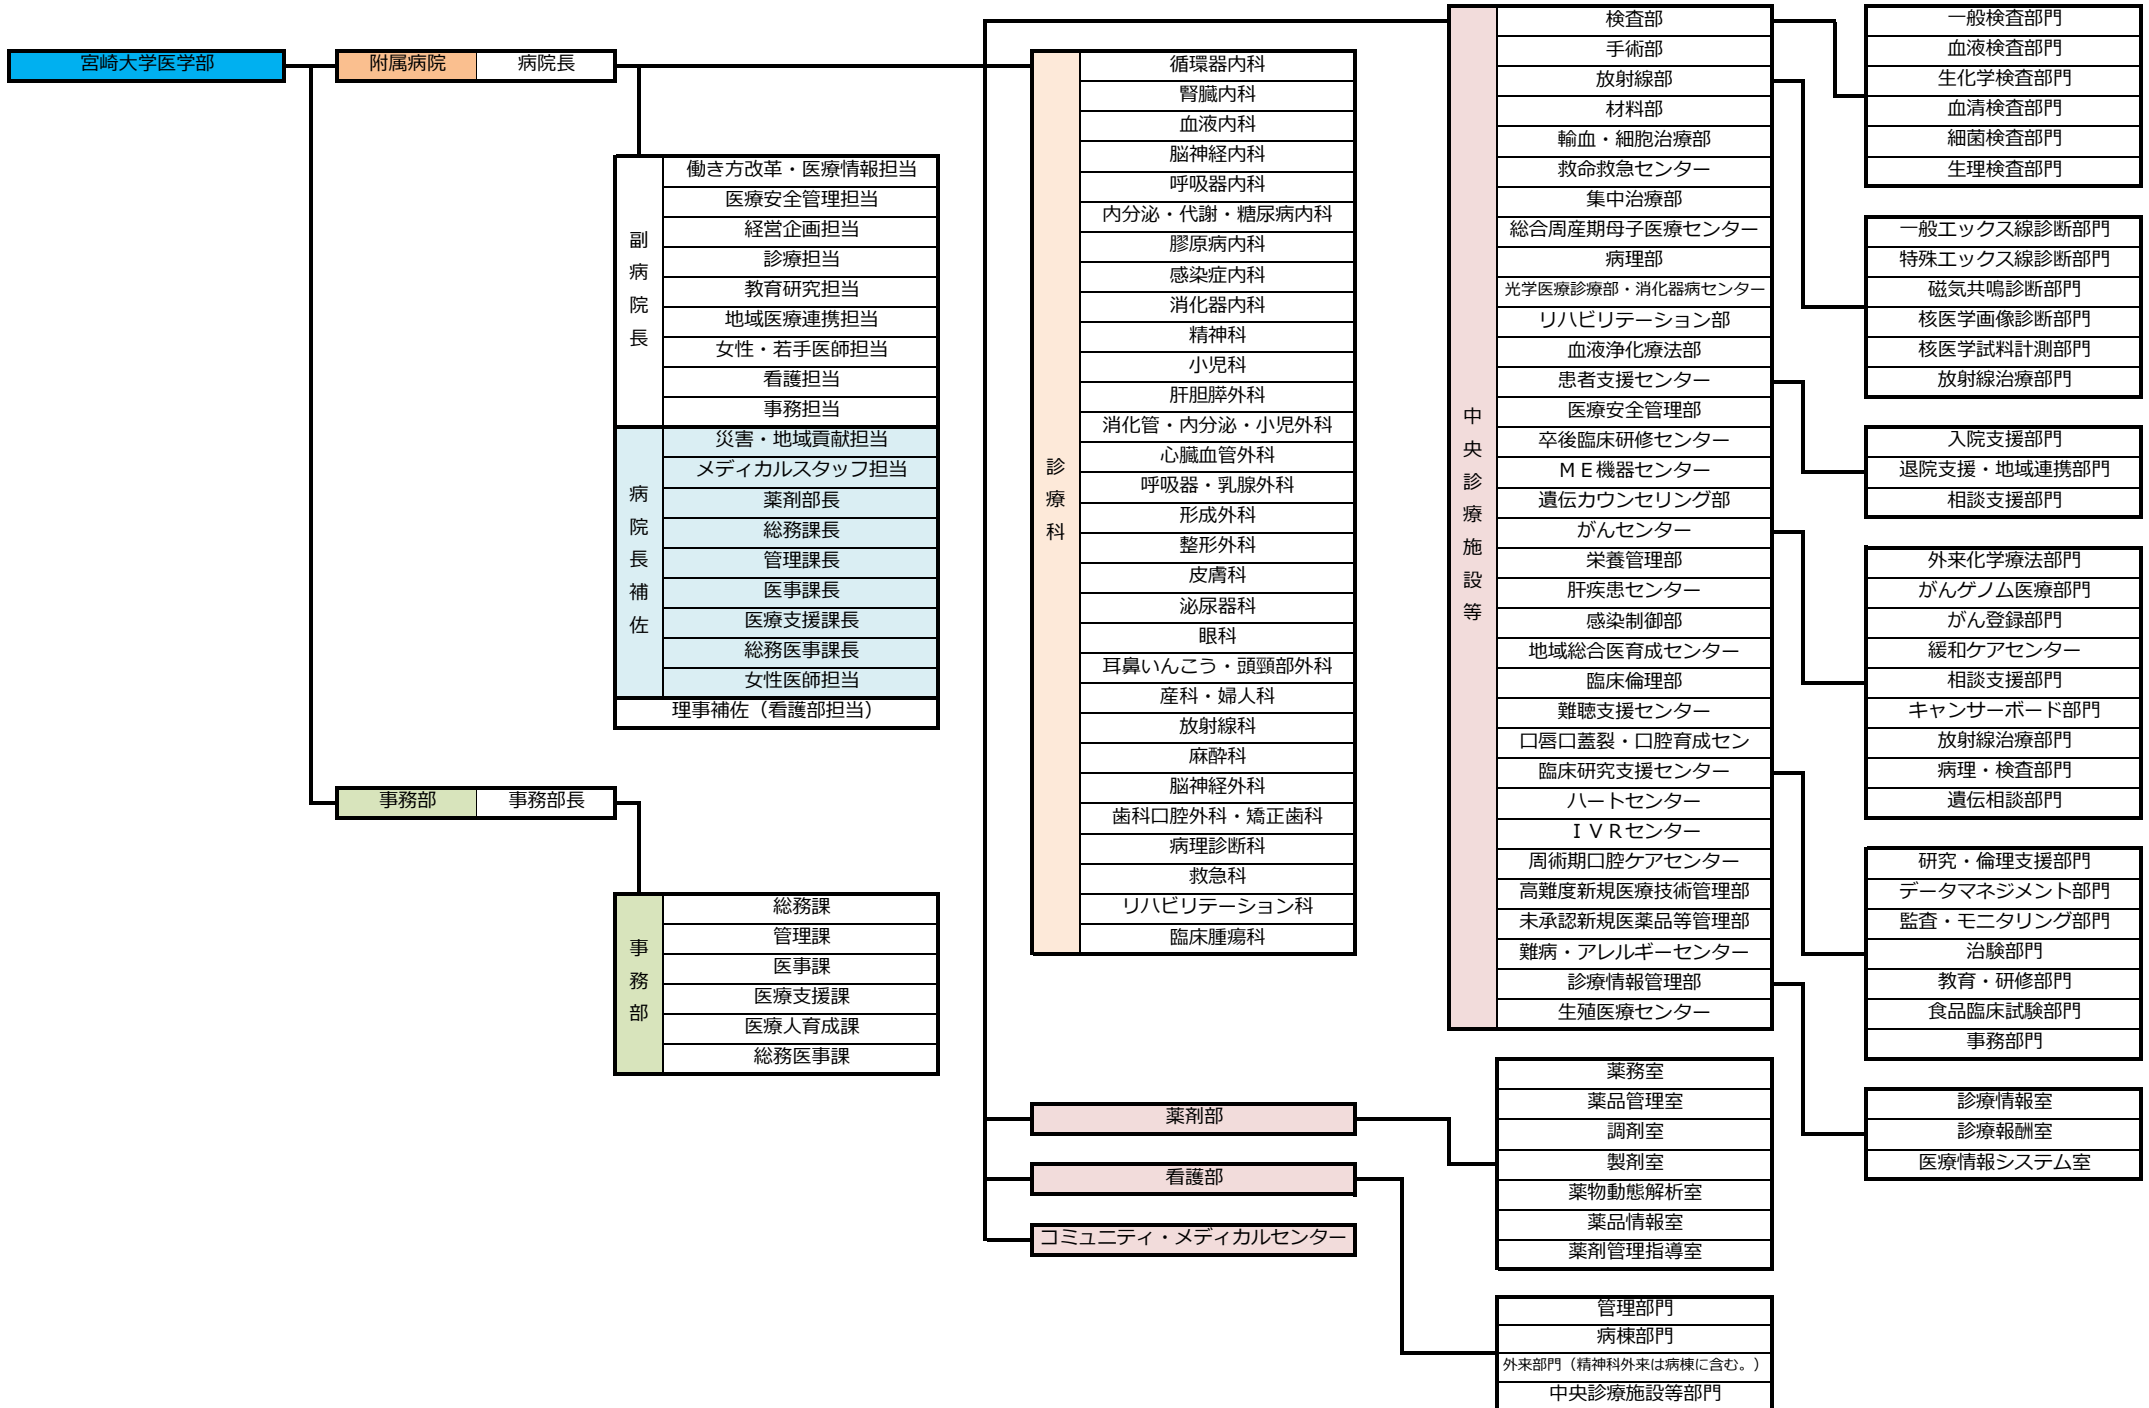 宮崎大学医学部
附属病院
病院長
副病院長
働き方改革・医療情報担当
医療安全管理担当
経営企画担当
診療担当
教育研究担当
地域医療連携担当
女性・若手医師担当
看護担当
事務担当
病院長補佐
災害・地域貢献担当
メディカルスタッフ担当
薬剤部長
総務課長
管理課長
医事課長
医療支援課長
総務医事課長
女性医師担当
理事補佐（看護部担当）
事務部
事務部長
事務部
総務課
管理課
医事課
医療支援課
医療人育成課
総務医事課
診療科
循環器内科
腎臓内科
血液内科
脳神経内科
呼吸器内科
内分泌・代謝・糖尿病内科
膠原病内科
感染症内科
消化器内科
精神科
小児科
肝胆膵外科
消化管・内分泌・小児外科
心臓血管外科
呼吸器・乳腺外科
形成外科
整形外科
皮膚科
泌尿器科
眼科
耳鼻いんこう・頭頸部外科
産科・婦人科
放射線科
麻酔科
脳神経外科
歯科口腔外科・矯正歯科
病理診断科
救急科
リハビリテーション科
臨床腫瘍科
薬剤部
看護部
コミュニティ・メディカルセンター
中央診療施設等
検査部
手術部
放射線部
材料部
輸血・細胞治療部
救命救急センター
集中治療部
総合周産期母子医療センター
病理部
光学医療診療部・消化器病センター
リハビリテーション部
血液浄化療法部
患者支援センター
医療安全管理部
卒後臨床研修センター
ＭＥ機器センター
遺伝カウンセリング部
がんセンター
栄養管理部
肝疾患センター
感染制御部
地域総合医育成センター
臨床倫理部
難聴支援センター
口唇口蓋裂・口腔育成セン
臨床研究支援センター
ハートセンター
ＩＶＲセンター
周術期口腔ケアセンター
高難度新規医療技術管理部
未承認新規医薬品等管理部
難病・アレルギーセンター
診療情報管理部
生殖医療センター
薬務室
薬品管理室
調剤室
製剤室
薬物動態解析室
薬品情報室
薬剤管理指導室
管理部門
病棟部門
外来部門（精神科外来は病棟に含む。）
中央診療施設等部門
一般検査部門
血液検査部門
生化学検査部門
血清検査部門
細菌検査部門
生理検査部門
一般エックス線診断部門
特殊エックス線診断部門
磁気共鳴診断部門
核医学画像診断部門
核医学試料計測部門
放射線治療部門
入院支援部門
退院支援・地域連携部門
相談支援部門
外来化学療法部門
がんゲノム医療部門
がん登録部門
緩和ケアセンター
相談支援部門
キャンサーボード部門
放射線治療部門
病理・検査部門
遺伝相談部門
研究・倫理支援部門
データマネジメント部門
監査・モニタリング部門
治験部門
教育・研修部門
食品臨床試験部門
事務部門
診療情報室
診療報酬室
医療情報システム室